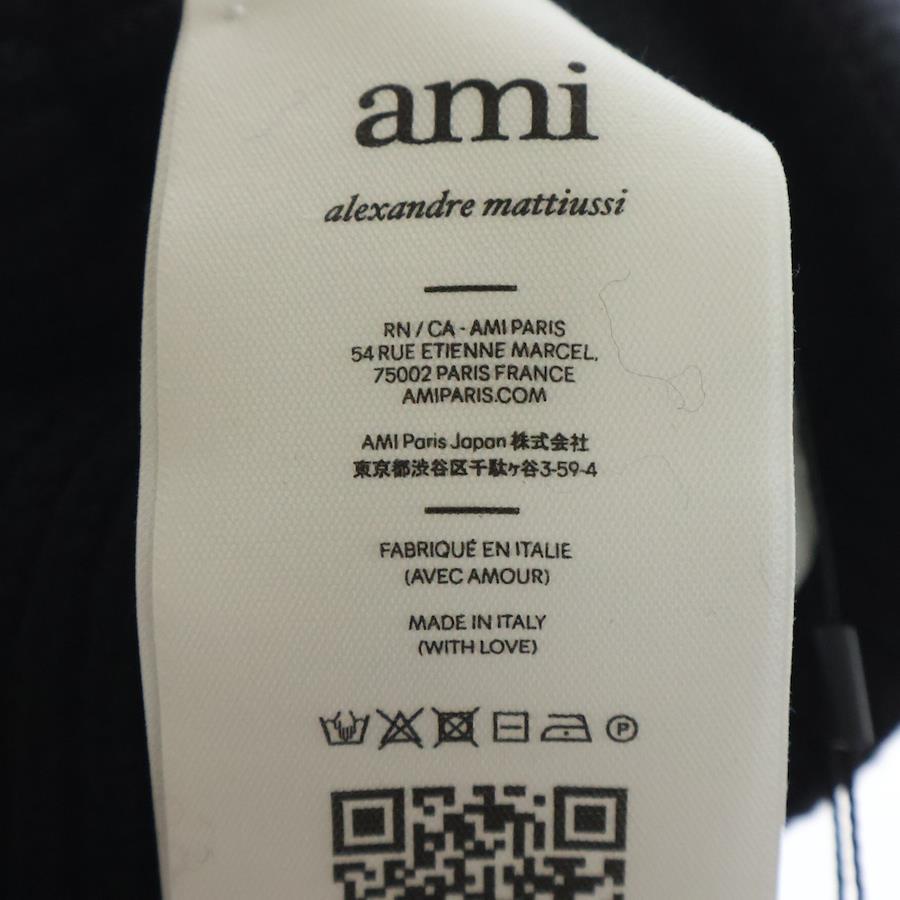 ami
alexandre mattiussi
RN / CA - AMI PARIS
54 RUE ETIENNE MARCEL,
75002 PARIS FRANCE
AMIPARIS.COM
AMI Paris Japan 株式会社
東京都渋谷区千駄ヶ谷3-59-4
FABRIQUÉ EN ITALIE
(AVEC AMOUR)
MADE IN ITALY
(WITH LOVE)
P